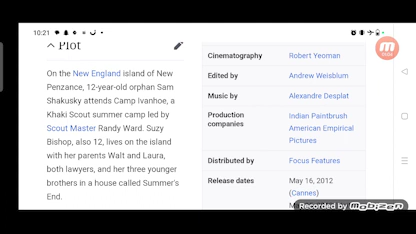 10:21
Plot
On the New England island of New
Penzance, 12-year-old orphan Sam
Shakusky attends Camp Ivanhoe, a
Khaki Scout summer camp led by
Scout Master Randy Ward. Suzy
Bishop, also 12, lives on the island
with her parents Walt and Laura,
both lawyers, and her three younger
brothers in a house called Summer's
End.
Cinematography Robert Yeoman
Edited by Andrew Weisblum
Music by Alexandre Desplat
Production companies Indian Paintbrush
American Empirical
Pictures
Distributed by Focus Features
Release dates May 16, 2012
(Cannes)
Recorded by MOBIZEN